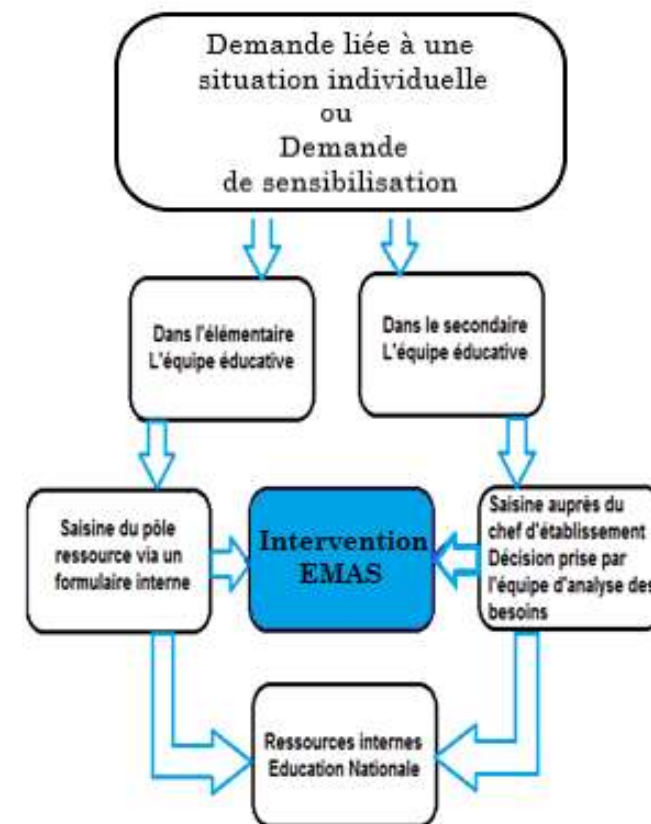 Demande liée à une
situation individuelle
ou
Demande
de sensibilisation
Dans l'élémentaire
L'équipe éducative
Dans le secondaire
L'équipe éducative
Saisine du pôle
ressource via un
formulaire interne
Intervention
EMAS
Saisine auprès du
chef d'établissement
Décision prise par
l'équipe d'analyse des
besoins
Ressources internes
Education Nationale